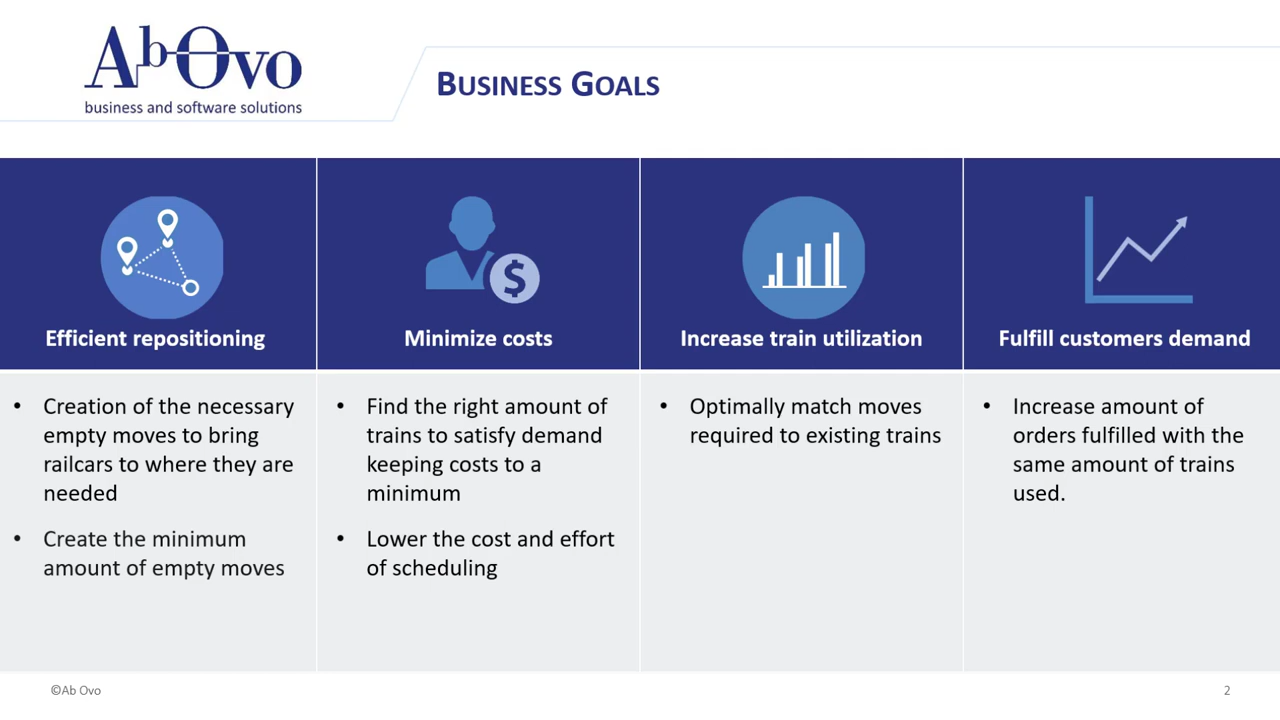 AbOvo
business and software solutions
BUSINESS GOALS
Efficient repositioning
• Creation of the necessary
empty moves to bring
railcars to where they are
needed
• Create the minimum
amount of empty moves
$
Minimize costs
• Find the right amount of
trains to satisfy demand
keeping costs to a
minimum
• Lower the cost and effort
of scheduling
Increase train utilization
• Optimally match moves
required to existing trains
Fulfill customers demand
• Increase amount of
orders fulfilled with the
same amount of trains
used.
©Ab Ovo
2